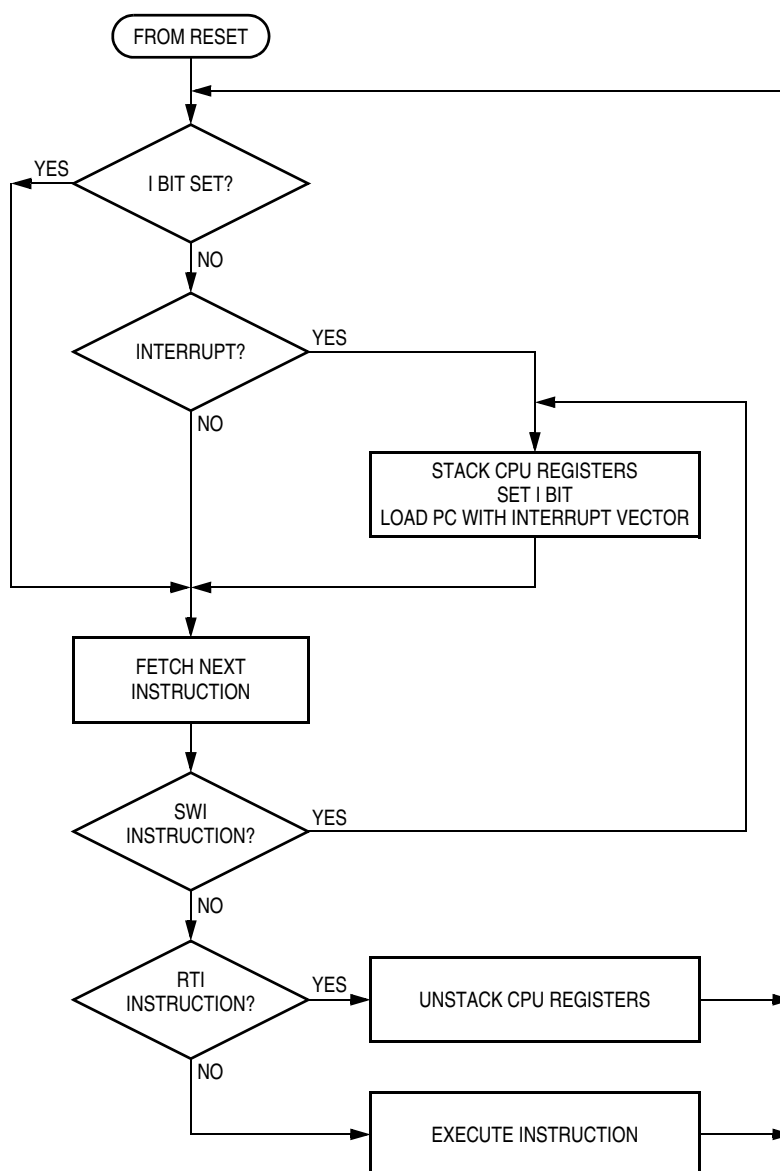 FROM RESET
YES
I BIT SET?
NO
INTERRUPT?
YES
NO
STACK CPU REGISTERS
SET I BIT
LOAD PC WITH INTERRUPT VECTOR
FETCH NEXT
INSTRUCTION
SWI
INSTRUCTION?
YES
NO
RTI
INSTRUCTION?
YES
UNSTACK CPU REGISTERS
NO
EXECUTE INSTRUCTION